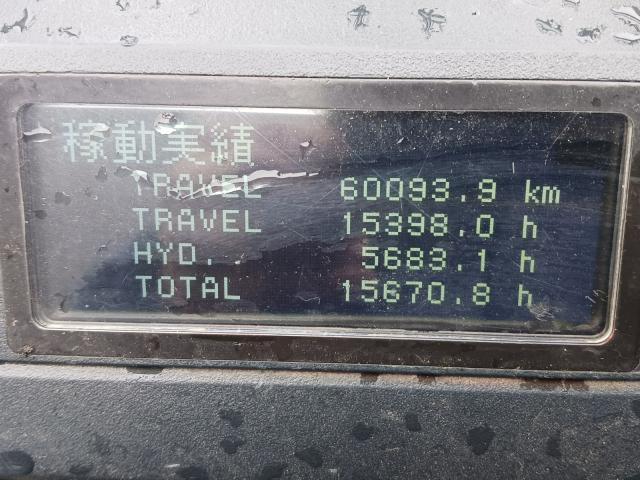 稼動実績
TRAVEL 60093.9 km
TRAVEL 15398.0 h
HYD. 5683.1 h
TOTAL 15670.8 h